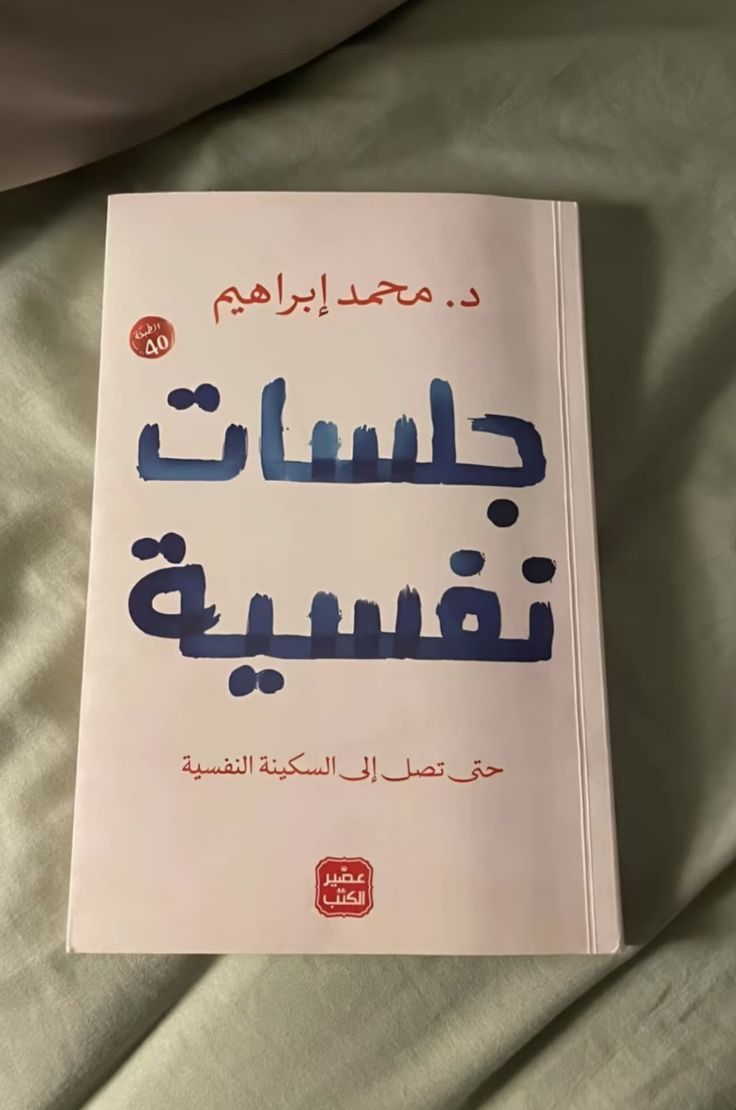 د. محمد إبراهيم
الطبعة
40
جلسات
نفسية
حتى تصل إلى السكينة النفسية
عصير
الكتب